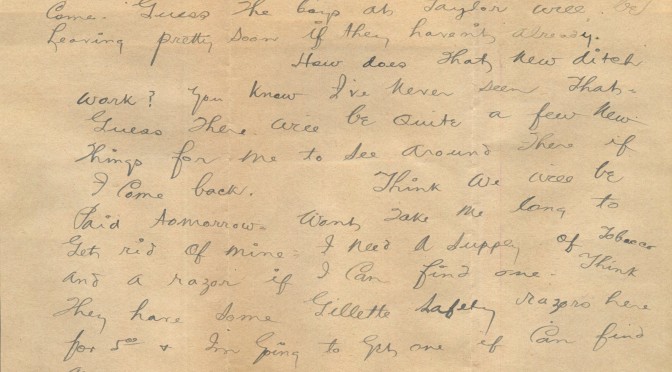 Come. Guess the boys at Taylor will be
leaving pretty soon if they havent already.
How does that new ditch
work? You know I've never seen that-
Guess there will be quite a few new
things for me to see around there if
I come back. Think we will be
Paid tomorrow- Wont take me long to
get rid of mine- I need a supply of Tobacco
and a razor if I can find one- Think
they have some Gillette Safety razors here
for 5.00 & I'm going to get me if can find